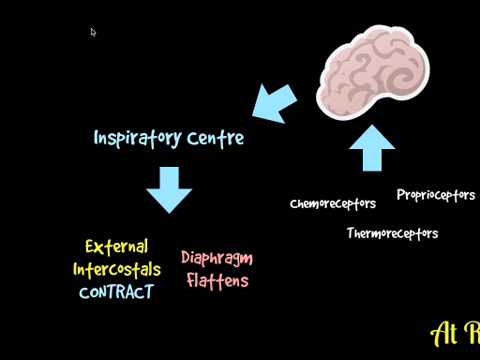 Inspiratory Centre
Proprioceptors
Chemoreceptors
Thermoreceptors
External
Intercostals
CONTRACT
Diaphragm
Flattens
At R